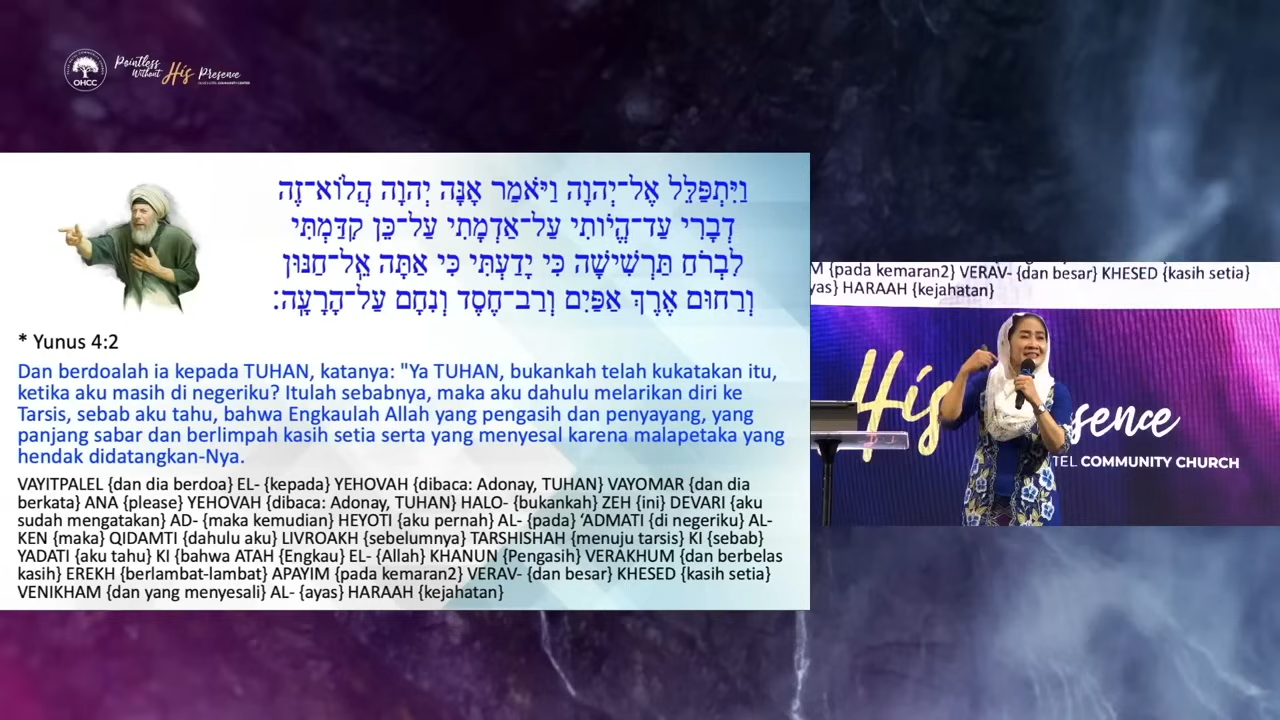 OHCC
Pointless
Without His Presence
COMMUNITY CENTER
וַיִּתְפַּלֵּל אֶל־יְהוָה וַיֹּאמַר אָנָּה יְהוָה הֲלוֹא־זֶה
דְבָרִי עַד־הֱיוֹתִי עַל־אַדְמָתִי עַל־כֵּן קִדַּמְתִּי
לִבְרֹחַ תַּרְשִׁישָׁה כִּי יָדַעְתִּי כִּי אַתָּה אֵל־חַנּוּן
וְרַחוּם אֶרֶךְ אַפַּיִם וְרַב־חֶסֶד וְנִחָם עַל־הָרָעָה׃
* Yunus 4:2
Dan berdoalah ia kepada TUHAN, katanya: "Ya TUHAN, bukankah telah kukatakan itu,
ketika aku masih di negeriku? Itulah sebabnya, maka aku dahulu melarikan diri ke
Tarsis, sebab aku tahu, bahwa Engkaulah Allah yang pengasih dan penyayang, yang
panjang sabar dan berlimpah kasih setia serta yang menyesal karena malapetaka yang
hendak didatangkan-Nya.
VAYITPALEL {dan dia berdoa} EL- {kepada} YEHOVAH {dibaca: Adonay, TUHAN} VAYOMAR {dan dia
berkata} ANA {please} YEHOVAH {dibaca: Adonay, TUHAN} HALO- {bukankah} ZEH {ini} DEVARI {aku
sudah mengatakan} AD- {maka kemudian} HEYOTI {aku pernah} AL- {pada} ‘ADMATI {di negeriku} AL-
KEN {maka} QIDAMTI {dahulu aku} LIVROAKH {sebelumnya} TARSHISHAH {menuju tarsis} KI {sebab}
YADATI {aku tahu} KI {bahwa ATAH {Engkau} EL- {Allah} KHANUN {Pengasih} VERAKHUM {dan berbelas
kasih} EREKH {berlambat-lambat} APAYIM {pada kemaran2} VERAV- {dan besar} KHESED {kasih setia}
VENIKHAM {dan yang menyesali} AL- {ayas} HARAAH {kejahatan}
M {pada kemaran2} VERAV- {dan besar} KHESED {kasih setia}
yas} HARAAH {kejahatan}
His sence
TEL COMMUNITY CHURCH